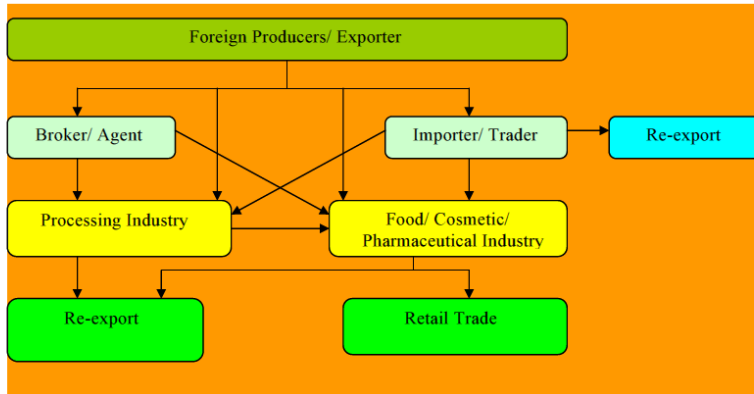 Foreign Producers/ Exporter
Broker/ Agent
Importer/ Trader
Re-export
Processing Industry
Food/ Cosmetic/
Pharmaceutical Industry
Re-export
Retail Trade